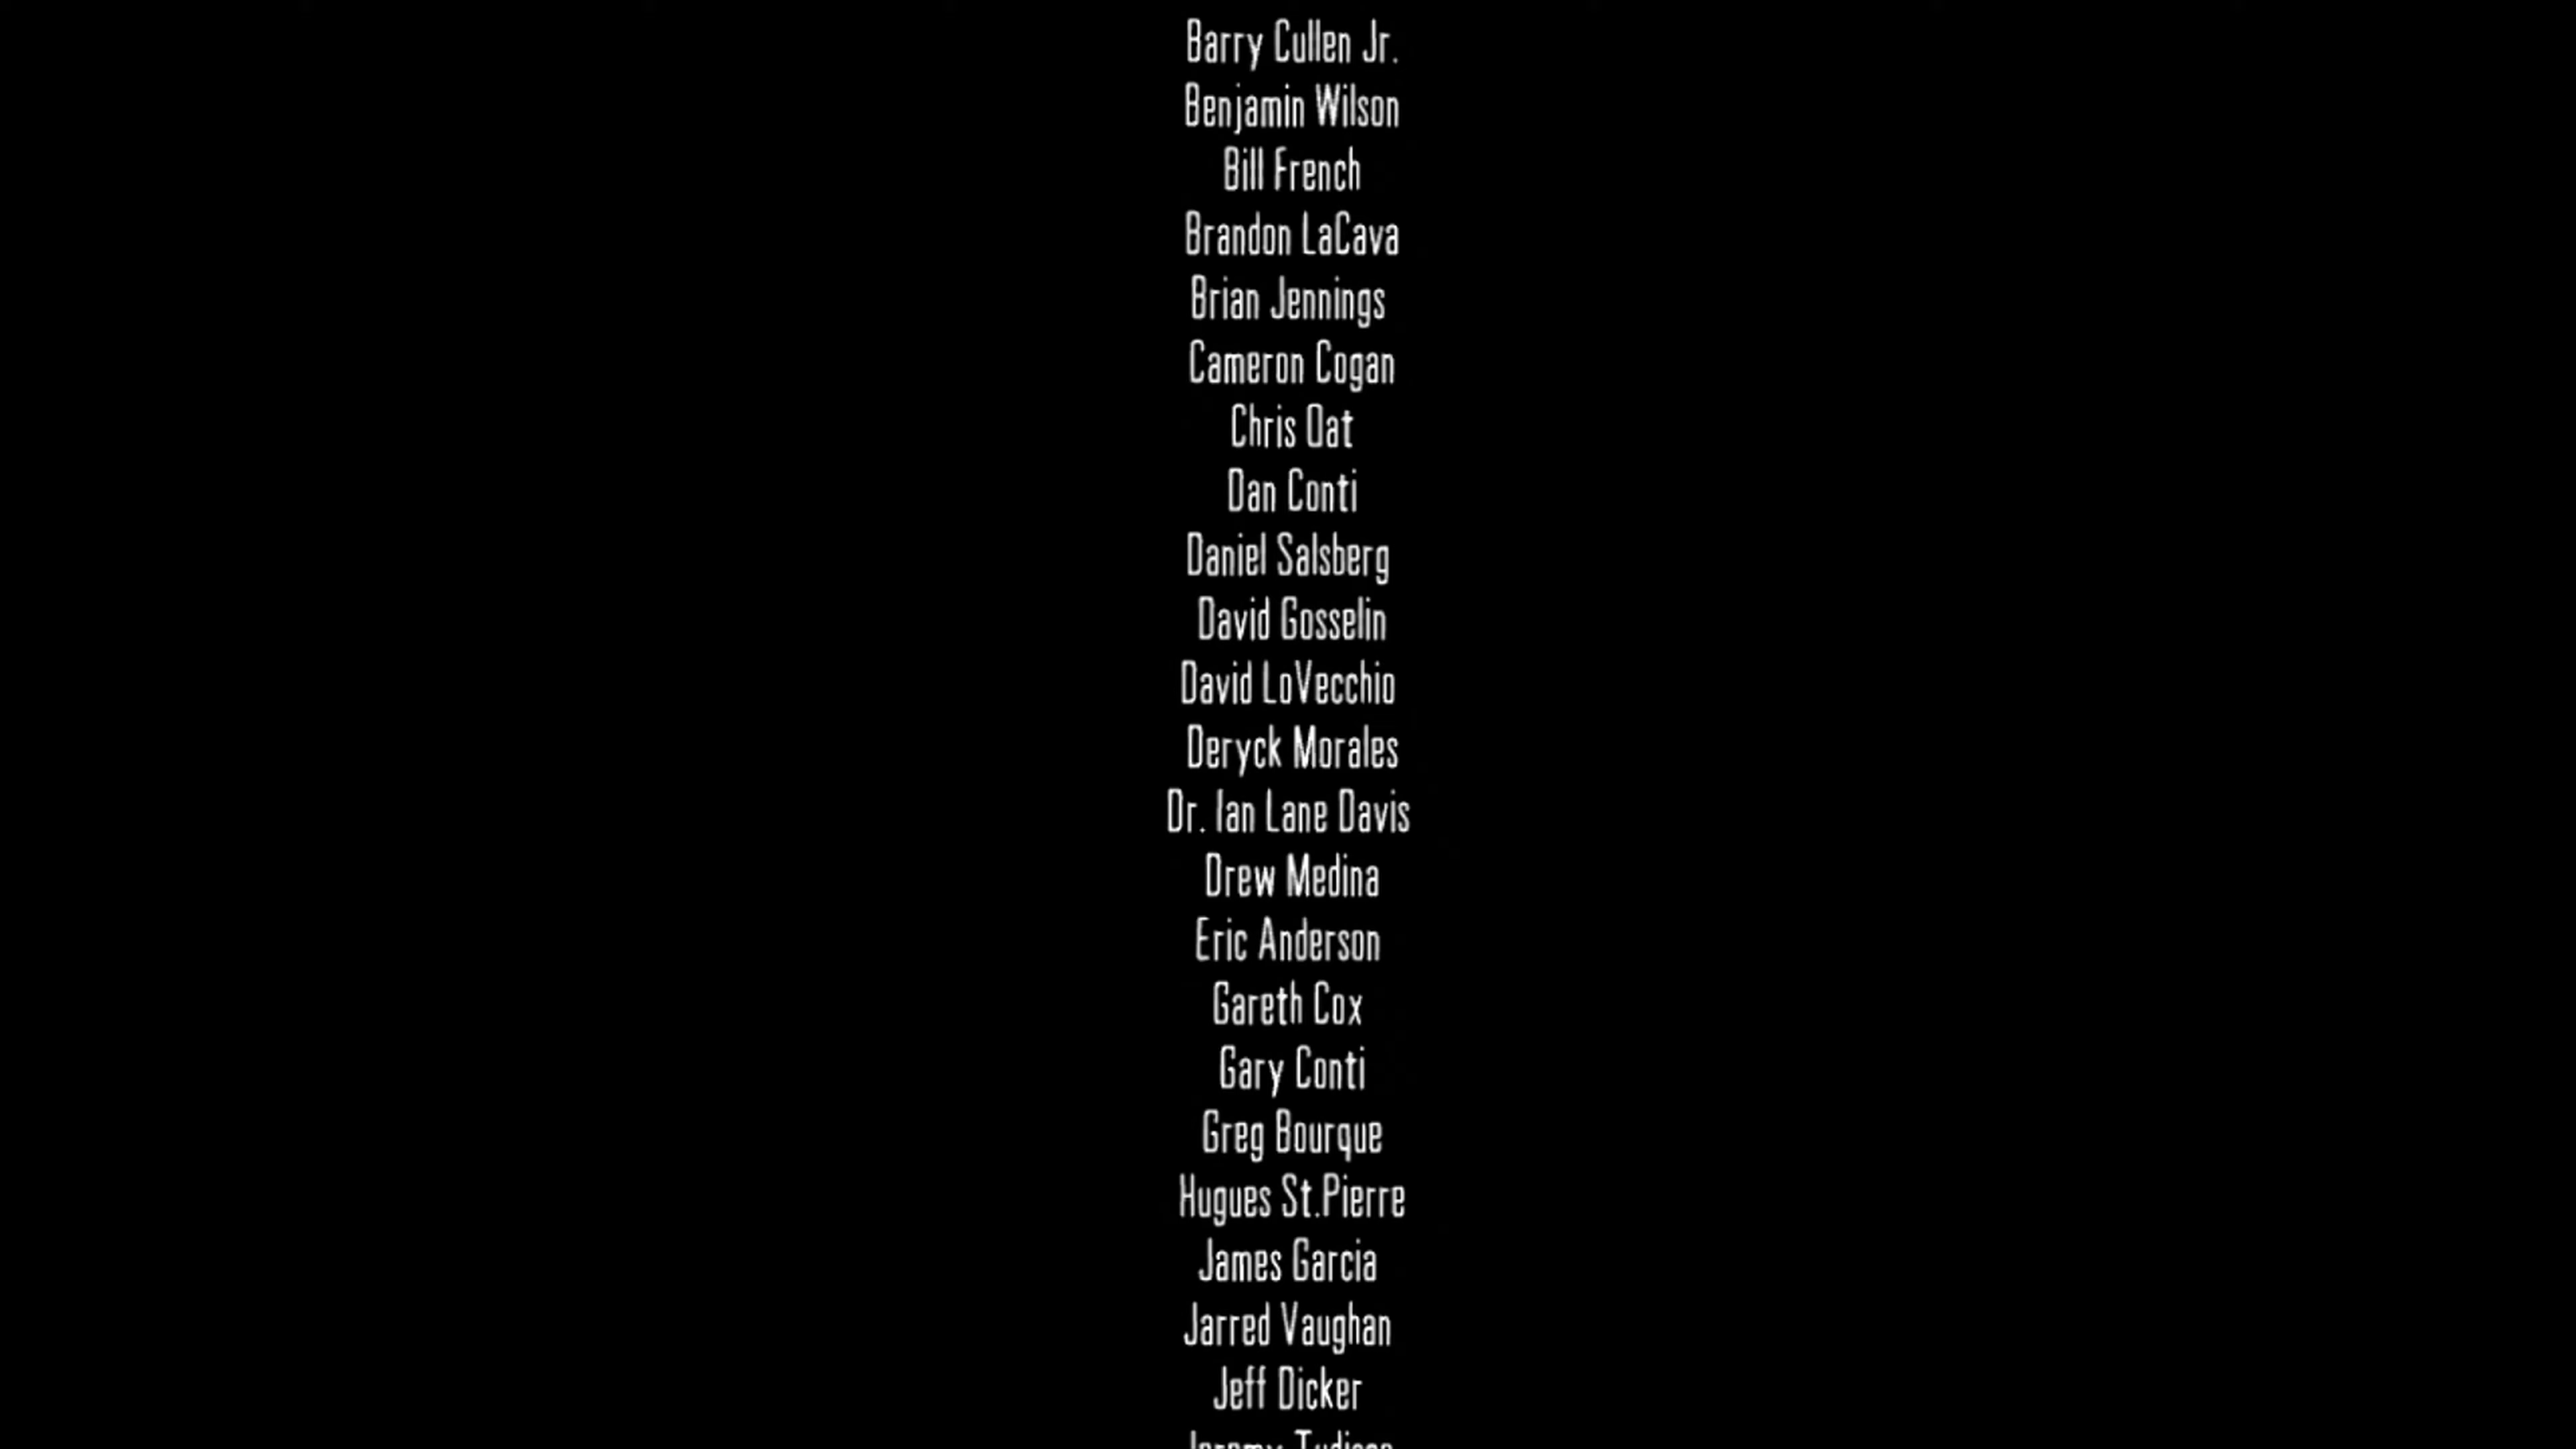 Barry Cullen Jr.
Benjamin Wilson
Bill French
Brandon LaCava
Brian Jennings
Cameron Cogan
Chris Oat
Dan Conti
Daniel Salsberg
David Gosselin
David LoVecchio
Deryck Morales
Dr. Ian Lane Davis
Drew Medina
Eric Anderson
Gareth Cox
Gary Conti
Greg Bourque
Hugues St.Pierre
James Garcia
Jarred Vaughan
Jeff Dicker